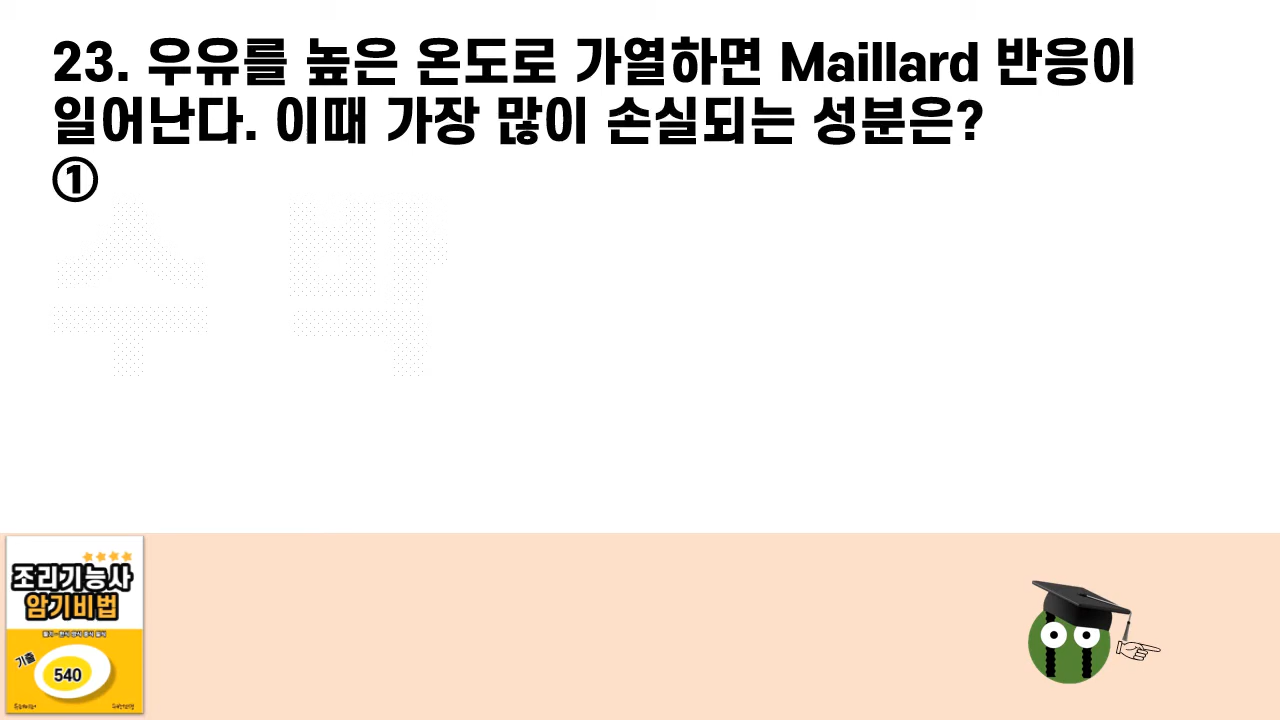 23. 우유를 높은 온도로 가열하면 Maillard 반응이
일어난다. 이때 가장 많이 손실되는 성분은?
①
수 박
조리기능사
암기비법
기출
540